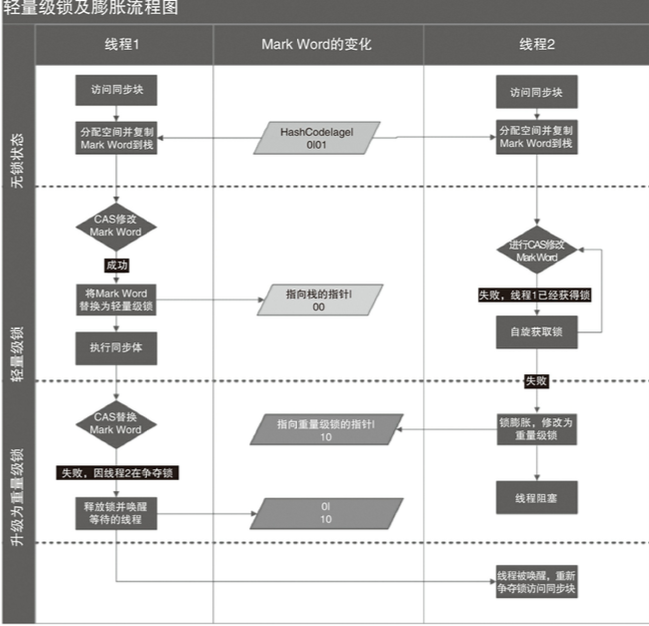 轻量级锁及膨胀流程图
线程1
Mark Word的变化
线程2
无锁状态
访问同步块
访问同步块
分配空间并复制
Mark Word到栈
HashCodelagel
0l01
分配空间并复制
Mark Word到栈
轻量级锁
CAS修改
Mark Word
成功
将Mark Word
替换为轻量级锁
指向栈的指针l
00
执行同步体
进行CAS修改
Mark Word
失败，线程1已经获得锁
自旋获取锁
失败
升级为重量级锁
CAS替换
Mark Word
指向重量级锁的指针l
10
锁膨胀，修改为
重量级锁
失败，因线程2在争夺锁
释放锁并唤醒
等待的线程
0l
10
线程阻塞
线程被唤醒，重新
争夺锁访问同步块